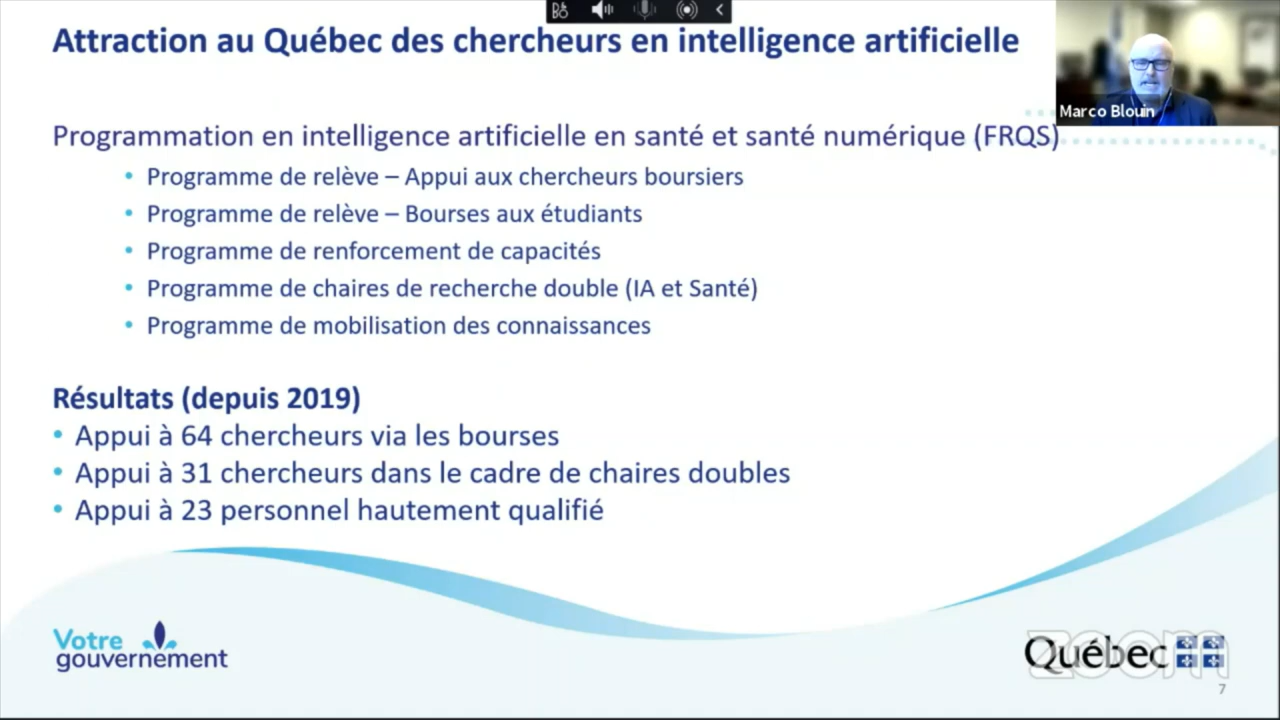 Attraction au Québec des chercheurs en intelligence artificielle
Marco Blouin
Programmation en intelligence artificielle en santé et santé numérique (FRQS)
• Programme de relève – Appui aux chercheurs boursiers
• Programme de relève – Bourses aux étudiants
• Programme de renforcement de capacités
• Programme de chaires de recherche double (IA et Santé)
• Programme de mobilisation des connaissances
Résultats (depuis 2019)
• Appui à 64 chercheurs via les bourses
• Appui à 31 chercheurs dans le cadre de chaires doubles
• Appui à 23 personnel hautement qualifié
Votre
gouvernement
Québec
zoom
7